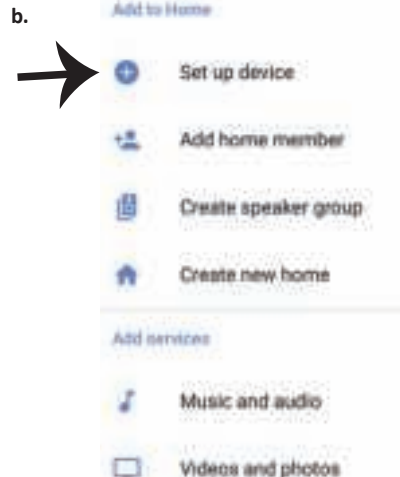 b.
Add to Home
Set up device
Add home member
Create speaker group
Create new home
Add services
Music and audio
Videos and photos